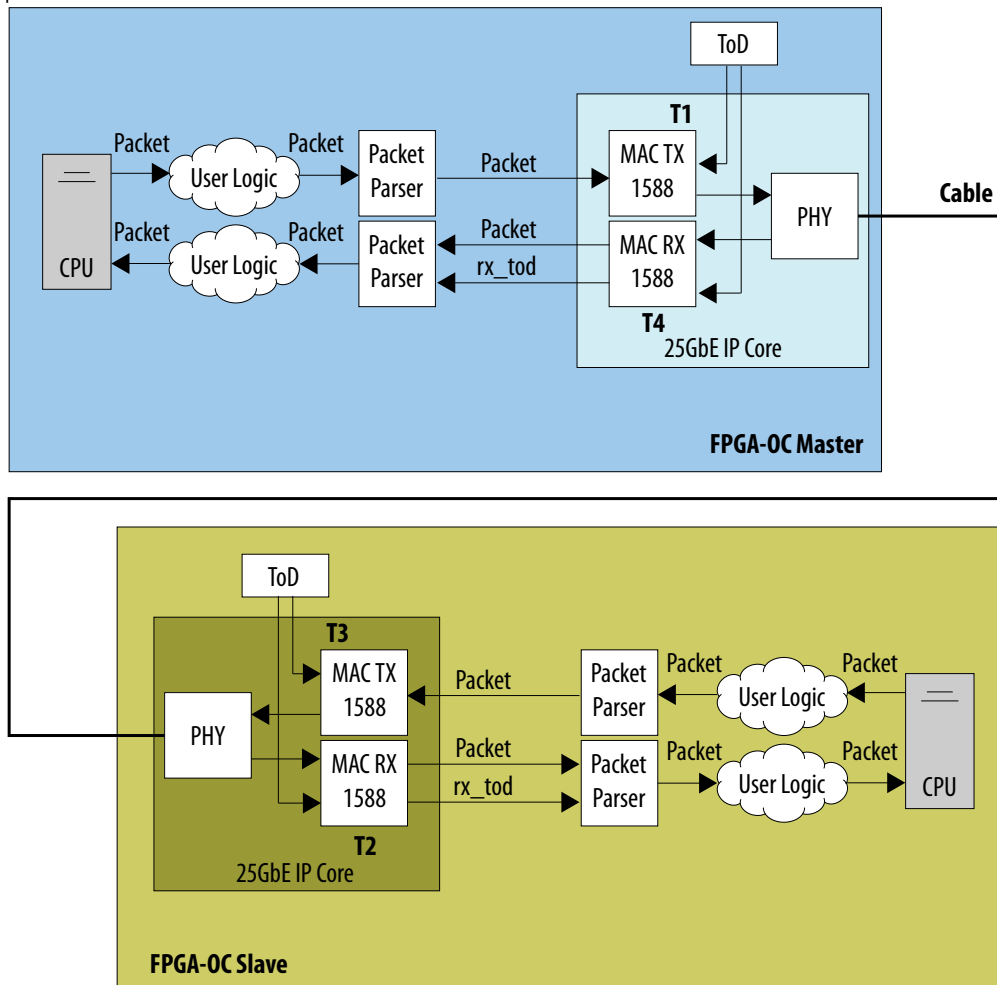 ToD
T1
Packet
Packet
Packet
Parser
Packet
MAC TX
1588
User Logic
PHY
Cable
Packet
Packet
Packet
Parser
Packet
rx_tod
MAC RX
1588
CPU
User Logic
T4
25GbE IP Core
FPGA-OC Master
ToD
T3
MAC TX
1588
Packet
Packet
Parser
Packet
User Logic
Packet
PHY
MAC RX
1588
Packet
rx_tod
Packet
Parser
Packet
User Logic
Packet
CPU
T2
25GbE IP Core
FPGA-OC Slave